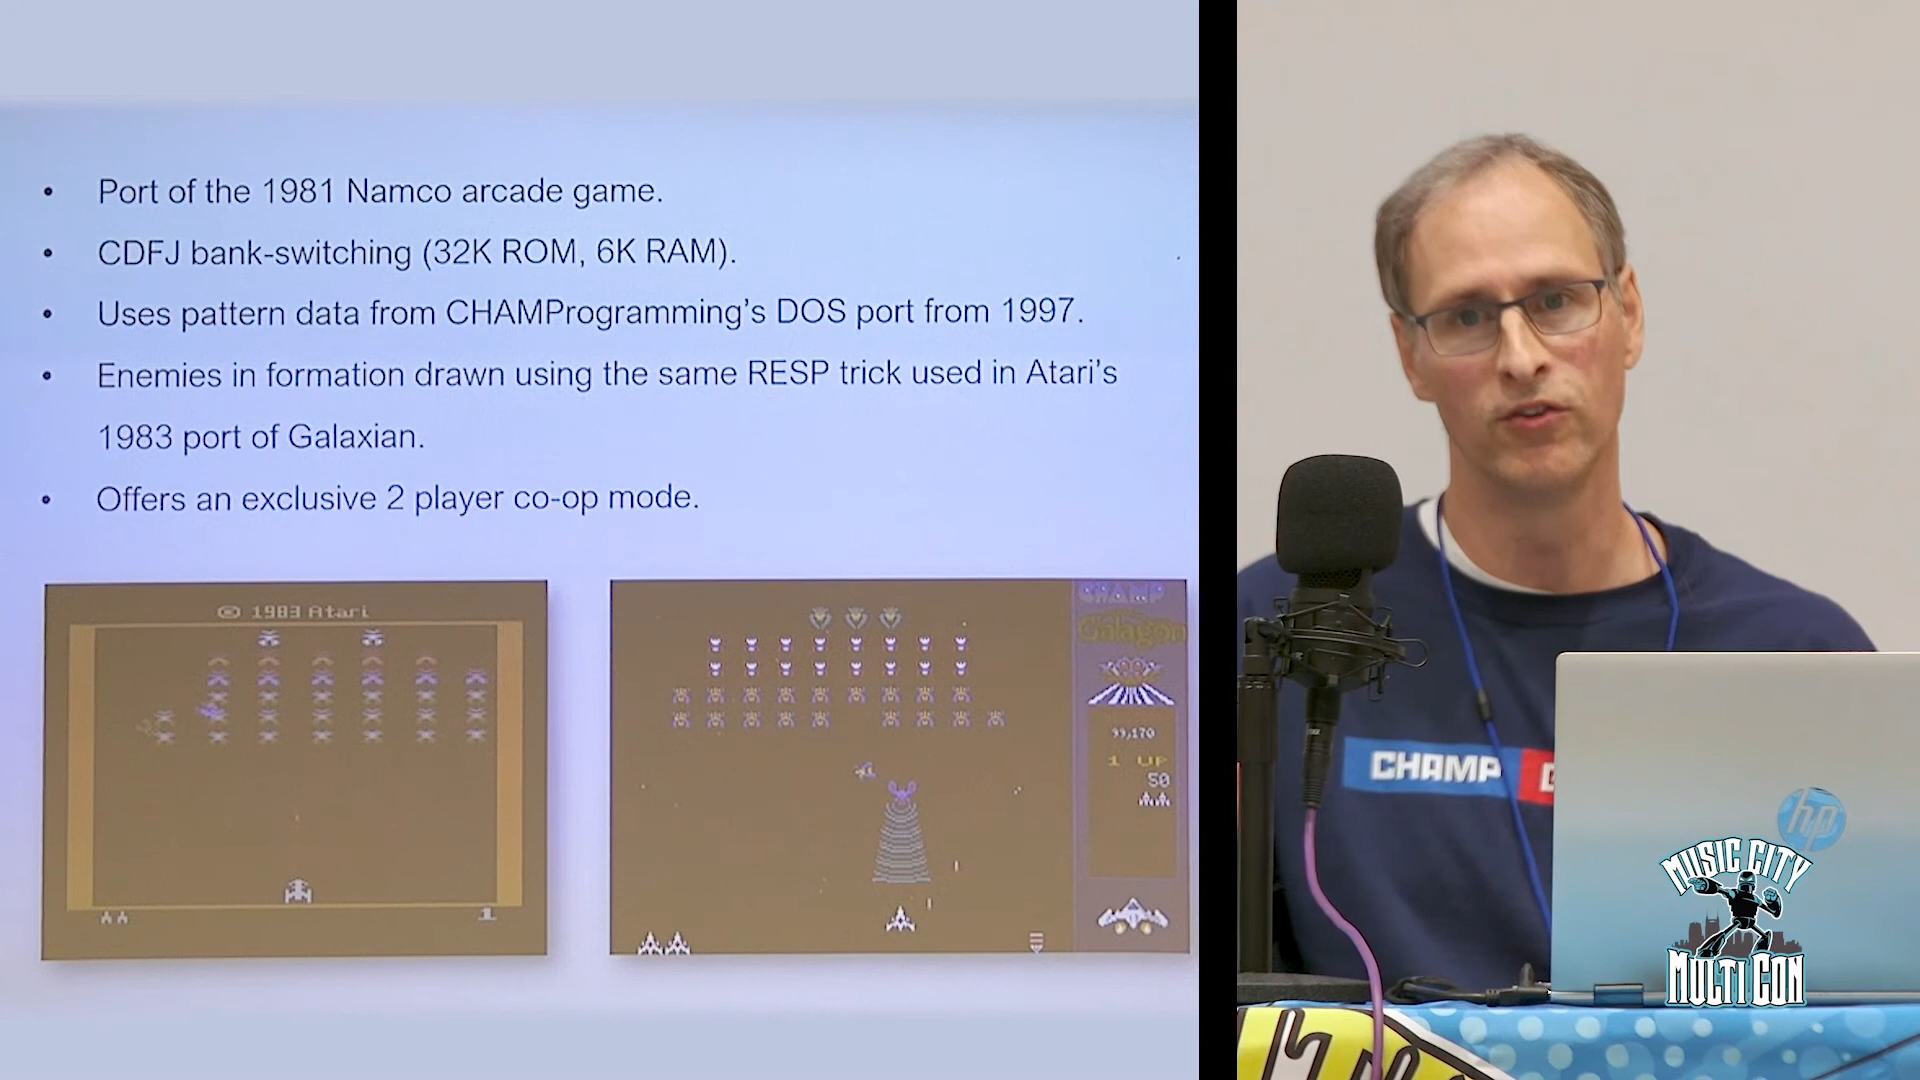 • Port of the 1981 Namco arcade game.
• CDFJ bank-switching (32K ROM, 6K RAM).
• Uses pattern data from CHAMProgramming’s DOS port from 1997.
• Enemies in formation drawn using the same RESP trick used in Atari’s
1983 port of Galaxian.
• Offers an exclusive 2 player co-op mode.
© 1983 Atari
1
CHAMP
Galagon
99,170
1 UP
50
CHAMP
hp
MUSIC CITY
MULTI CON